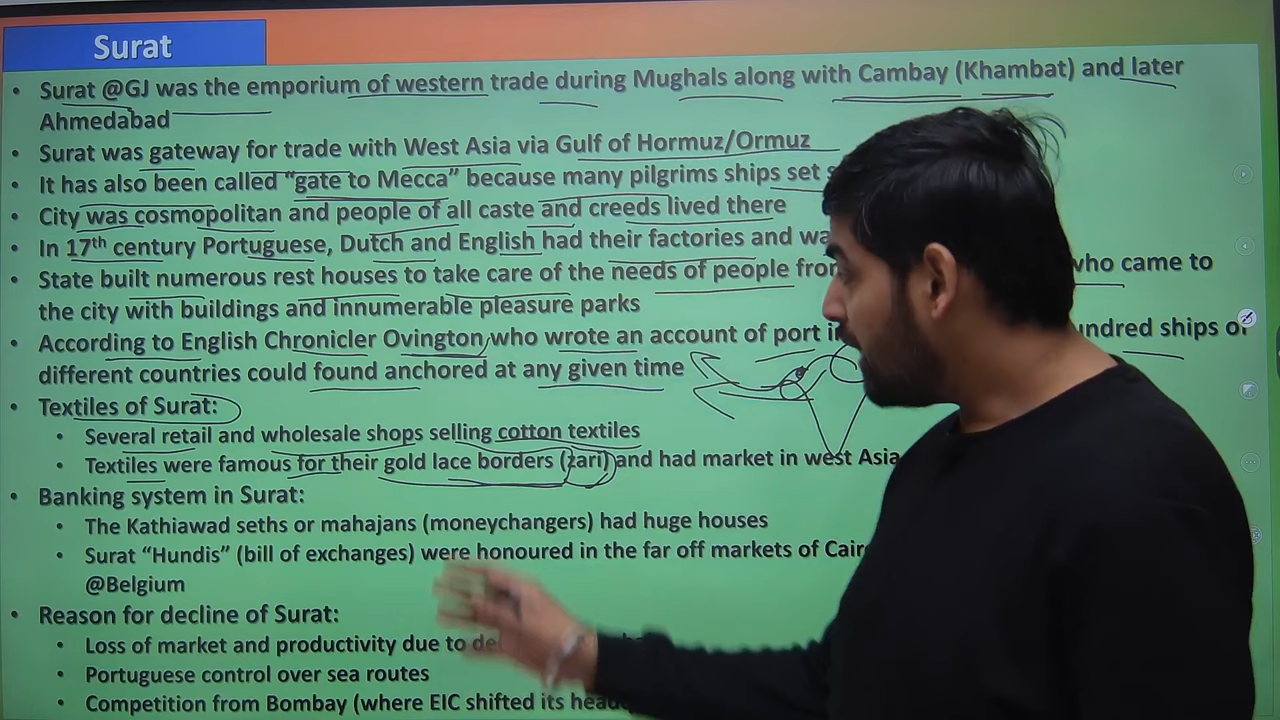 Surat
• Surat @GJ was the emporium of western trade during Mughals along with Cambay (Khambat) and later
Ahmedabad
• Surat was gateway for trade with West Asia via Gulf of Hormuz/Ormuz
• It has also been called “gate to Mecca” because many pilgrims ships set
• City was cosmopolitan and people of all caste and creeds lived there
• In 17th century Portuguese, Dutch and English had their factories and
• State built numerous rest houses to take care of the needs of people who came to
the city with buildings and innumerable pleasure parks
• According to English Chronicler Ovington, who wrote an account of port ships of
different countries could found anchored at any given time
• Textiles of Surat:
• Several retail and wholesale shops selling cotton textiles
• Textiles were famous for their gold lace borders (zari) and had market in west Asia
• Banking system in Surat:
• The Kathiawad seths or mahajans (moneychangers) had huge houses
• Surat “Hundis” (bill of exchanges) were honoured in the far off markets of
@Belgium
• Reason for decline of Surat:
• Loss of market and productivity due to
• Portuguese control over sea routes
• Competition from Bombay (where EIC shifted its